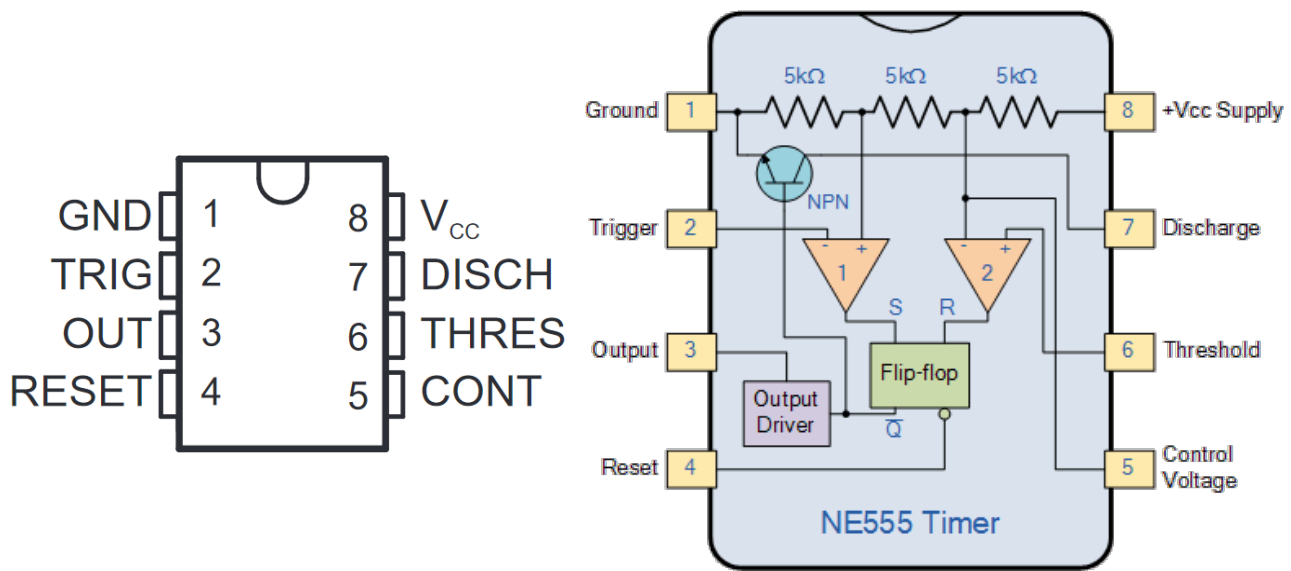 GND 1 8 VCC
TRIG 2 7 DISCH
OUT 3 6 THRES
RESET 4 5 CONT
5kΩ 5kΩ 5kΩ
Ground 1 8 +Vcc Supply
NPN
Trigger 2 7 Discharge
- + - +
1 2
S R
Output 3 6 Threshold
Flip-flop
Output
Driver
Q̅
Reset 4 5 Control
Voltage
NE555 Timer